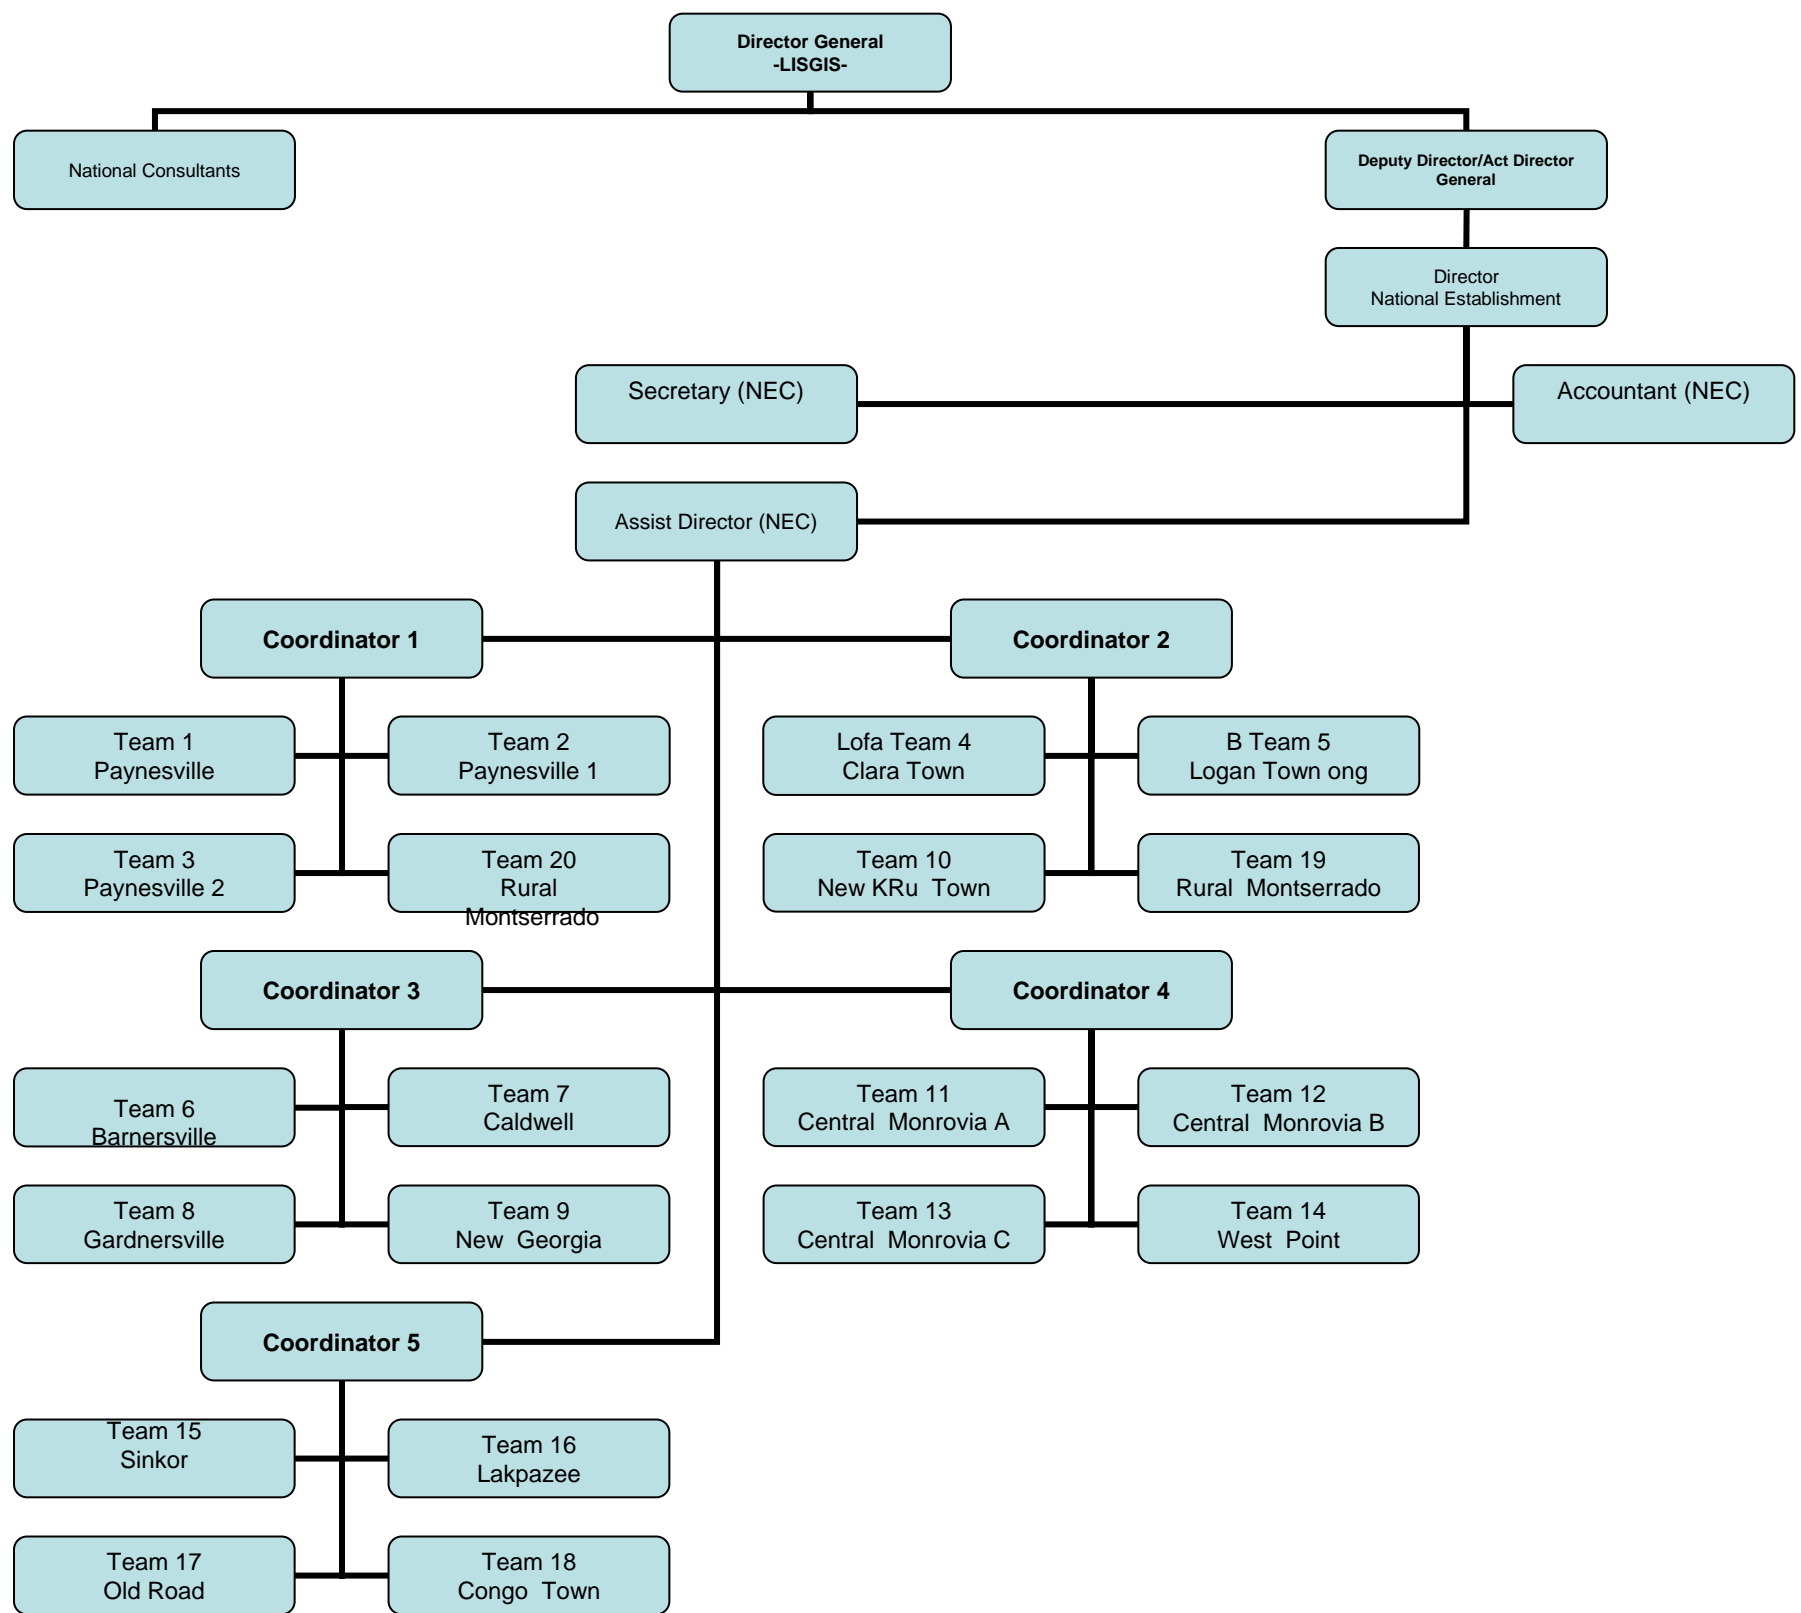 Director General
-LISGIS-
National Consultants
Deputy Director/Act Director
General
Director
National Establishment
Secretary (NEC)
Accountant (NEC)
Assist Director (NEC)
Coordinator 1
Coordinator 2
Team 1
Paynesville
Team 2
Paynesville 1
Lofa Team 4
Clara Town
B Team 5
Logan Town ong
Team 3
Paynesville 2
Team 20
Rural
Montserrado
Team 10
New KRu  Town
Team 19
Rural  Montserrado
Coordinator 3
Coordinator 4
Team 6
Barnersville
Team 7
Caldwell
Team 11
Central  Monrovia A
Team 12
Central  Monrovia B
Team 8
Gardnersville
Team 9
New  Georgia
Team 13
Central  Monrovia C
Team 14
West  Point
Coordinator 5
Team 15
Sinkor
Team 16
Lakpazee
Team 17
Old Road
Team 18
Congo  Town